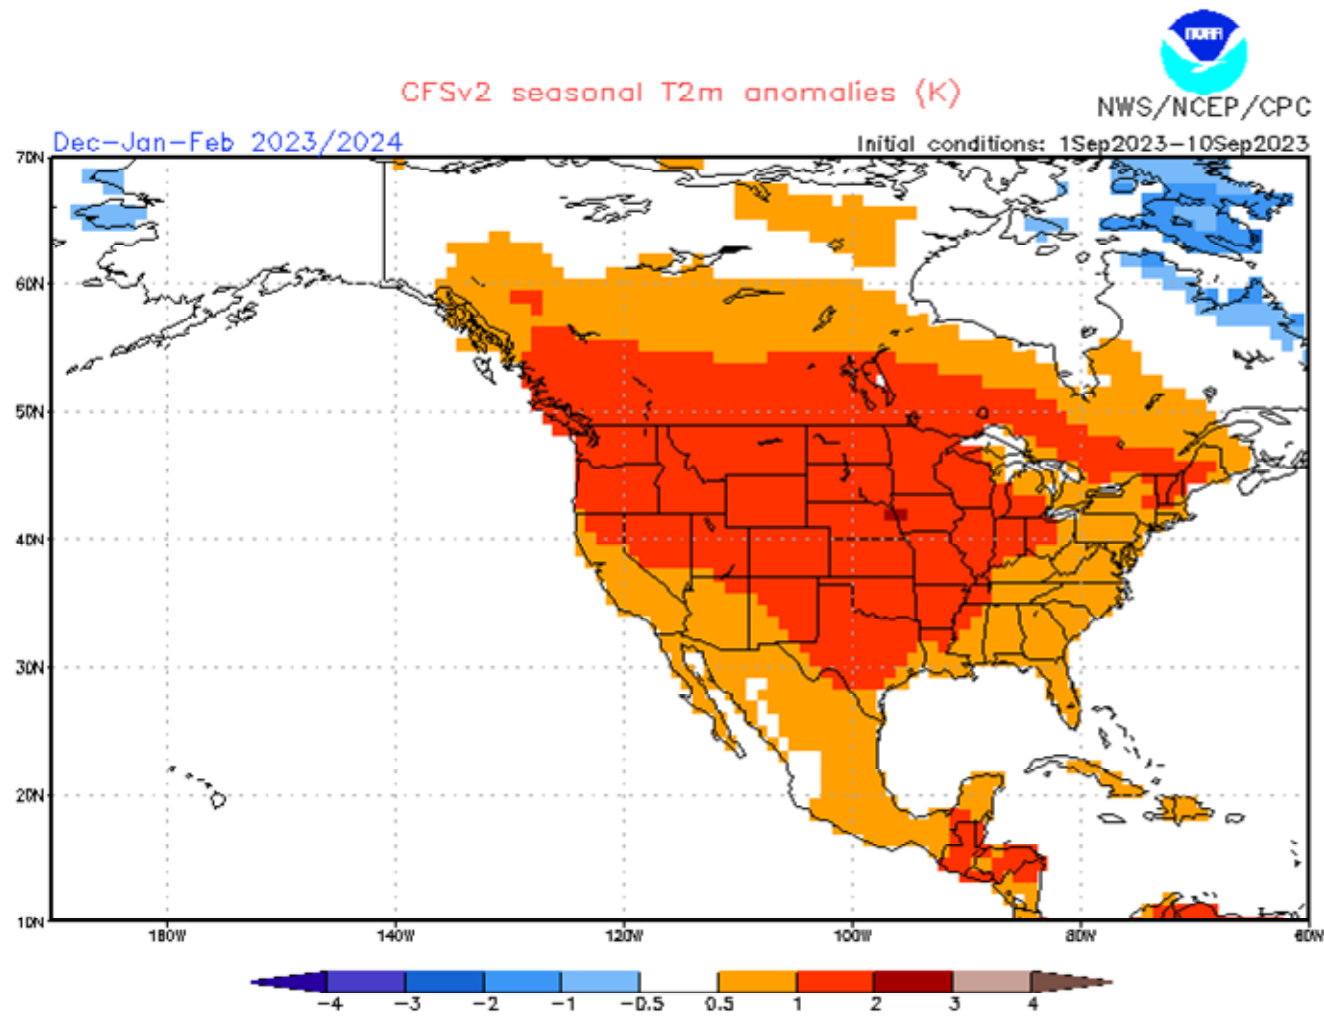 NOAA
CFSv2 seasonal T2m anomalies (K)
NWS/NCEP/CPC
Dec-Jan-Feb 2023/2024
Initial conditions: 1Sep2023-10Sep2023
70N
60N
50N
40N
30N
20N
10N
180W 140W 120W 100W 80W 60W
-4 -3 -2 -1 -0.5 0.5 1 2 3 4